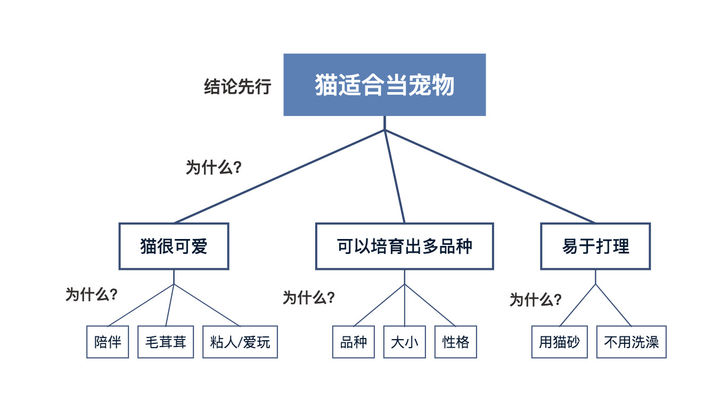 结论先行
猫适合当宠物
为什么?
猫很可爱
可以培育出多品种
易于打理
为什么?
为什么?
为什么?
陪伴
毛茸茸
粘人/爱玩
品种
大小
性格
用猫砂
不用洗澡